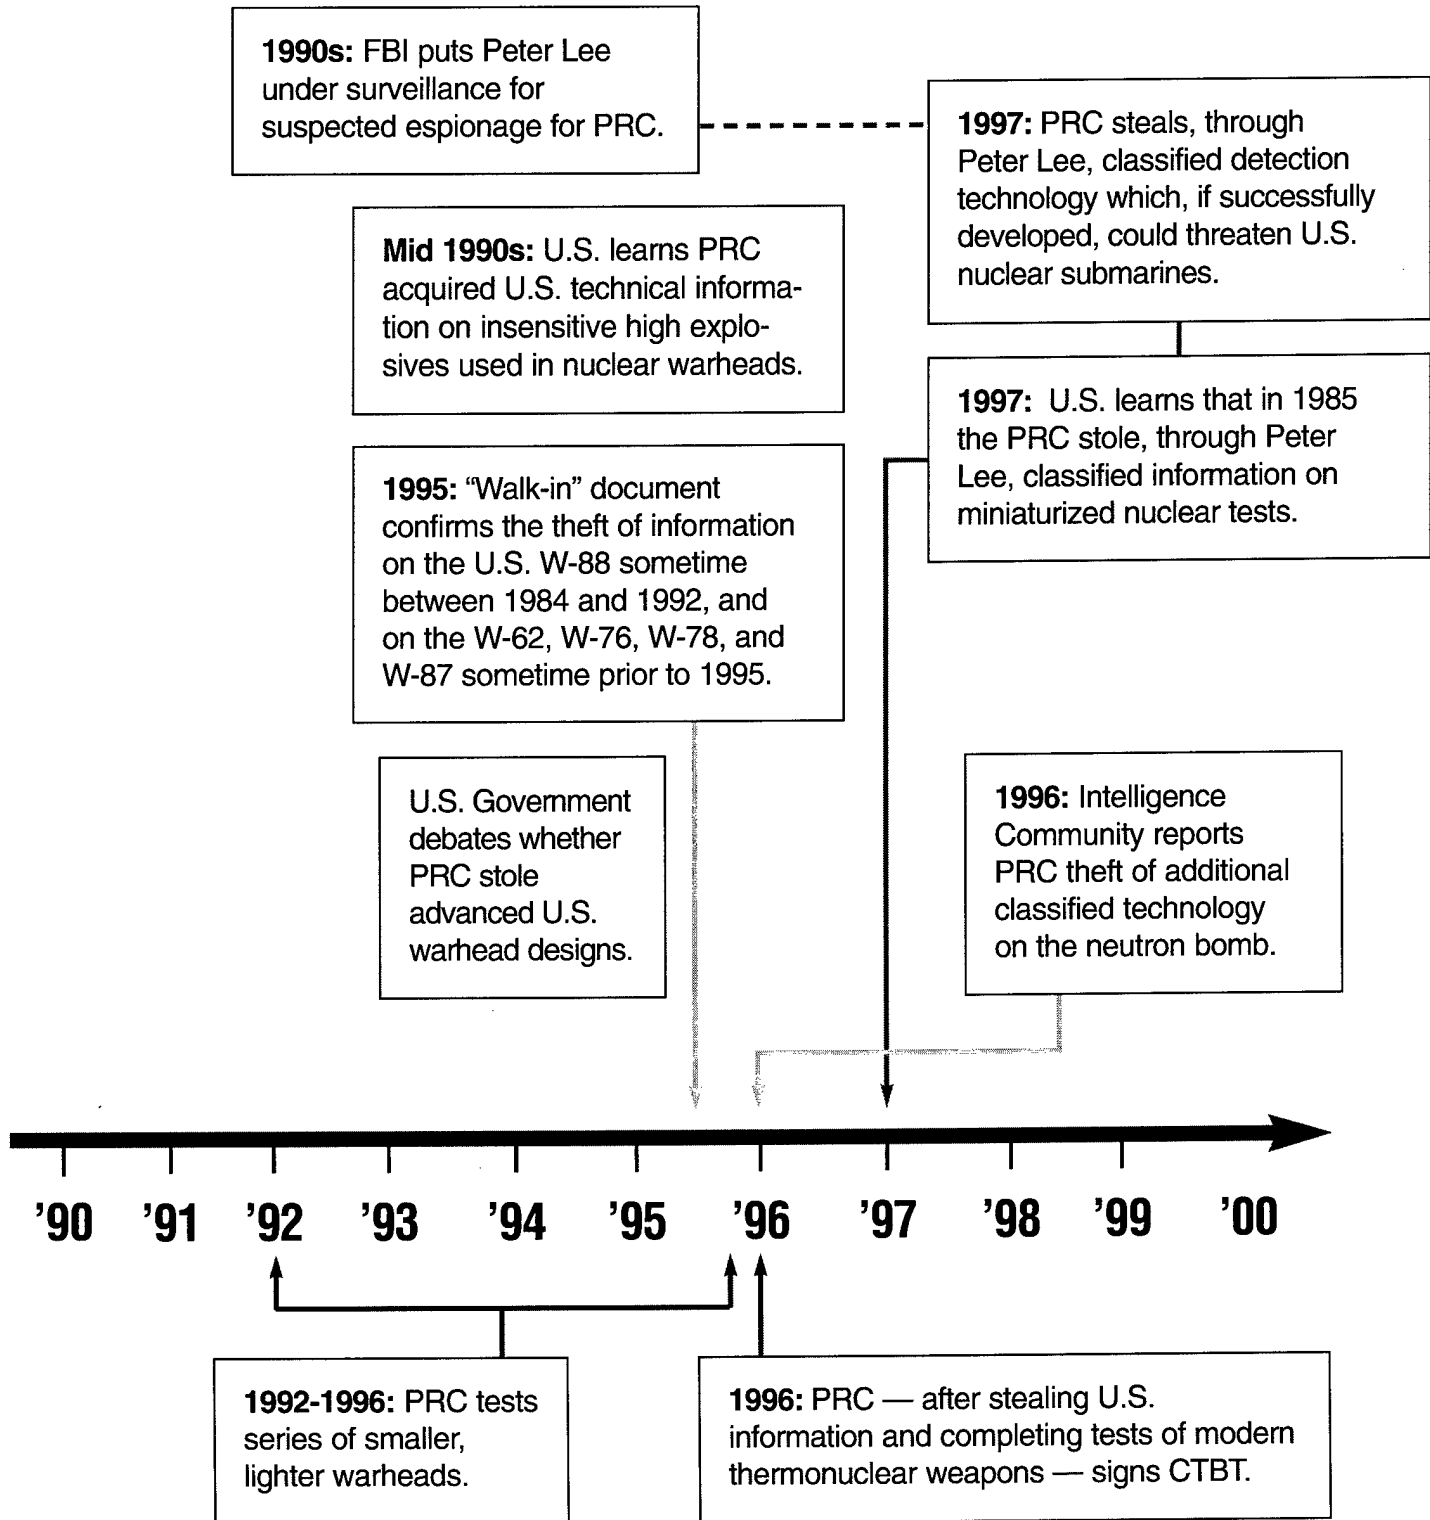 1990s: FBI puts Peter Lee
under surveillance for
suspected espionage for PRC.
1997: PRC steals, through
Peter Lee, classified detection
technology which, if successfully
developed, could threaten U.S.
nuclear submarines.
Mid 1990s: U.S. learns PRC
acquired U.S. technical informa-
tion on insensitive high explo-
sives used in nuclear warheads.
1997: U.S. learns that in 1985
the PRC stole, through Peter
Lee, classified information on
miniaturized nuclear tests.
1995: “Walk-in” document
confirms the theft of information
on the U.S. W-88 sometime
between 1984 and 1992, and
on the W-62, W-76, W-78, and
W-87 sometime prior to 1995.
U.S. Government
debates whether
PRC stole
advanced U.S.
warhead designs.
1996: Intelligence
Community reports
PRC theft of additional
classified technology
on the neutron bomb.
’90 ’91 ’92 ’93 ’94 ’95 ’96 ’97 ’98 ’99 ’00
1992-1996: PRC tests
series of smaller,
lighter warheads.
1996: PRC — after stealing U.S.
information and completing tests of modern
thermonuclear weapons — signs CTBT.